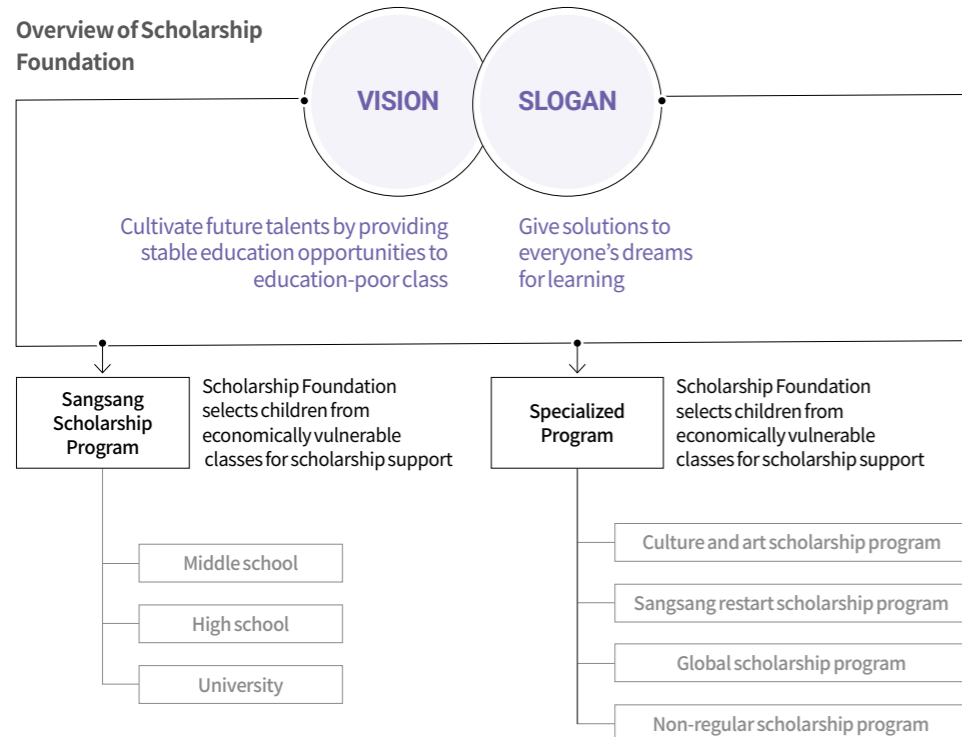 Overview of Scholarship
Foundation
VISION
SLOGAN
Cultivate future talents by providing
stable education opportunities to
education-poor class
Give solutions to
everyone’s dreams
for learning
Sangsang
Scholarship
Program
Scholarship Foundation
selects children from
economically vulnerable
classes for scholarship support
Middle school
High school
University
Specialized
Program
Scholarship Foundation
selects children from
economically vulnerable
classes for scholarship support
Culture and art scholarship program
Sangsang restart scholarship program
Global scholarship program
Non-regular scholarship program